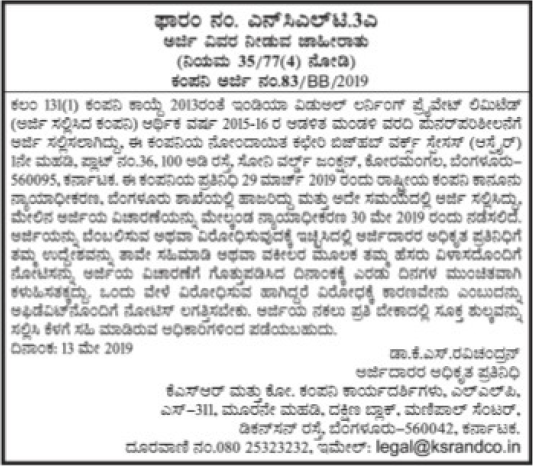 ಫಾರಂ ನಂ. ಎನ್‌ಸಿಎಲ್‌ಟಿ.3ಎ
ಅರ್ಜಿ ವಿವರ ನೀಡುವ ಜಾಹೀರಾತು
(ನಿಯಮ 35/77(4) ನೋಡಿ)
ಕಂಪನಿ ಅರ್ಜಿ ನಂ.83/BB/2019
ಕಲಂ 131(1) ಕಂಪನಿ ಕಾಯ್ದೆ 2013ರಂತೆ ಇಂಡಿಯಾ ವಿಡುಅಲ್ ಲರ್ನಿಂಗ್ ಪ್ರೈವೇಟ್ ಲಿಮಿಟೆಡ್
(ಅರ್ಜಿ ಸಲ್ಲಿಸಿದ ಕಂಪನಿ) ಆರ್ಥಿಕ ವರ್ಷ 2015-16 ರ ಆಡಳಿತ ಮಂಡಳಿ ವರದಿ ಪುನರ್‌ಪರಿಶೀಲನೆಗೆ
ಅರ್ಜಿ ಸಲ್ಲಿಸಲಾಗಿದ್ದು, ಈ ಕಂಪನಿಯ ನೋಂದಾಯಿತ ಕಛೇರಿ ಬಿಜ್‌ಹಬ್ ವರ್ಕ್ಸ್ ಸ್ಪೇಸಸ್ (ಆಸ್ಪೈರ್)
1ನೇ ಮಹಡಿ, ಪ್ಲಾಟ್ ನಂ.36, 100 ಅಡಿ ರಸ್ತೆ, ಸೋನಿ ವರ್ಲ್ಡ್ ಜಂಕ್ಷನ್, ಕೋರಮಂಗಲ, ಬೆಂಗಳೂರು-
560095, ಕರ್ನಾಟಕ. ಈ ಕಂಪನಿಯ ಪ್ರತಿನಿಧಿ 29 ಮಾರ್ಚ್ 2019 ರಂದು ರಾಷ್ಟ್ರೀಯ ಕಂಪನಿ ಕಾನೂನು
ನ್ಯಾಯಾಧೀಕರಣ, ಬೆಂಗಳೂರು ಶಾಖೆಯಲ್ಲಿ ಹಾಜರಿದ್ದು ಮತ್ತು ಅದೇ ಸಮಯದಲ್ಲಿ ಅರ್ಜಿ ಸಲ್ಲಿಸಿದ್ದು,
ಮೇಲಿನ ಅರ್ಜಿಯ ವಿಚಾರಣೆಯನ್ನು ಮೇಲ್ಕಂಡ ನ್ಯಾಯಾಧೀಕರಣ 30 ಮೇ 2019 ರಂದು ನಡೆಸಲಿದೆ.
ಅರ್ಜಿಯನ್ನು ಬೆಂಬಲಿಸುವ ಅಥವಾ ವಿರೋಧಿಸುವುದಕ್ಕೆ ಇಚ್ಛಿಸಿದಲ್ಲಿ ಅರ್ಜಿದಾರರ ಅಧಿಕೃತ ಪ್ರತಿನಿಧಿಗೆ
ತಮ್ಮ ಉದ್ದೇಶವನ್ನು ತಾವೇ ಸಹಿಮಾಡಿ ಅಥವಾ ವಕೀಲರ ಮೂಲಕ ತಮ್ಮ ಹೆಸರು ವಿಳಾಸದೊಂದಿಗೆ
ನೋಟಿಸನ್ನು ಅರ್ಜಿಯ ವಿಚಾರಣೆಗೆ ಗೊತ್ತುಪಡಿಸಿದ ದಿನಾಂಕಕ್ಕೆ ಎರಡು ದಿನಗಳ ಮುಂಚಿತವಾಗಿ
ಕಳುಹಿಸತಕ್ಕದ್ದು. ಒಂದು ವೇಳೆ ವಿರೋಧಿಸುವ ಹಾಗಿದ್ದರೆ ವಿರೋಧಕ್ಕೆ ಕಾರಣವೇನು ಎಂಬುದನ್ನು
ಅಫಿಡೆವಿಟ್‌ನೊಂದಿಗೆ ನೋಟಿಸ್ ಲಗತ್ತಿಸಬೇಕು. ಅರ್ಜಿಯ ನಕಲು ಪ್ರತಿ ಬೇಕಾದಲ್ಲಿ ಸೂಕ್ತ ಶುಲ್ಕವನ್ನು
ಸಲ್ಲಿಸಿ ಕೆಳಗೆ ಸಹಿ ಮಾಡಿರುವ ಅಧಿಕಾರಿಗಳಿಂದ ಪಡೆಯಬಹುದು.
ದಿನಾಂಕ: 13 ಮೇ 2019
ಡಾ.ಕೆ.ಎಸ್.ರವಿಚಂದ್ರನ್
ಅರ್ಜಿದಾರರ ಅಧಿಕೃತ ಪ್ರತಿನಿಧಿ
ಕೆಎಸ್‌ಆರ್ ಮತ್ತು ಕೋ. ಕಂಪನಿ ಕಾರ್ಯದರ್ಶಿಗಳು, ಎಲ್‌ಎಲ್‌ಪಿ,
ಎಸ್-311, ಮೂರನೇ ಮಹಡಿ, ದಕ್ಷಿಣ ಬ್ಲಾಕ್, ಮಣಿಪಾಲ್ ಸೆಂಟರ್,
ಡಿಕನ್‌ಸನ್ ರಸ್ತೆ, ಬೆಂಗಳೂರು-560042, ಕರ್ನಾಟಕ.
ದೂರವಾಣಿ ನಂ.080 25323232, ಇಮೇಲ್: legal@ksrandco.in